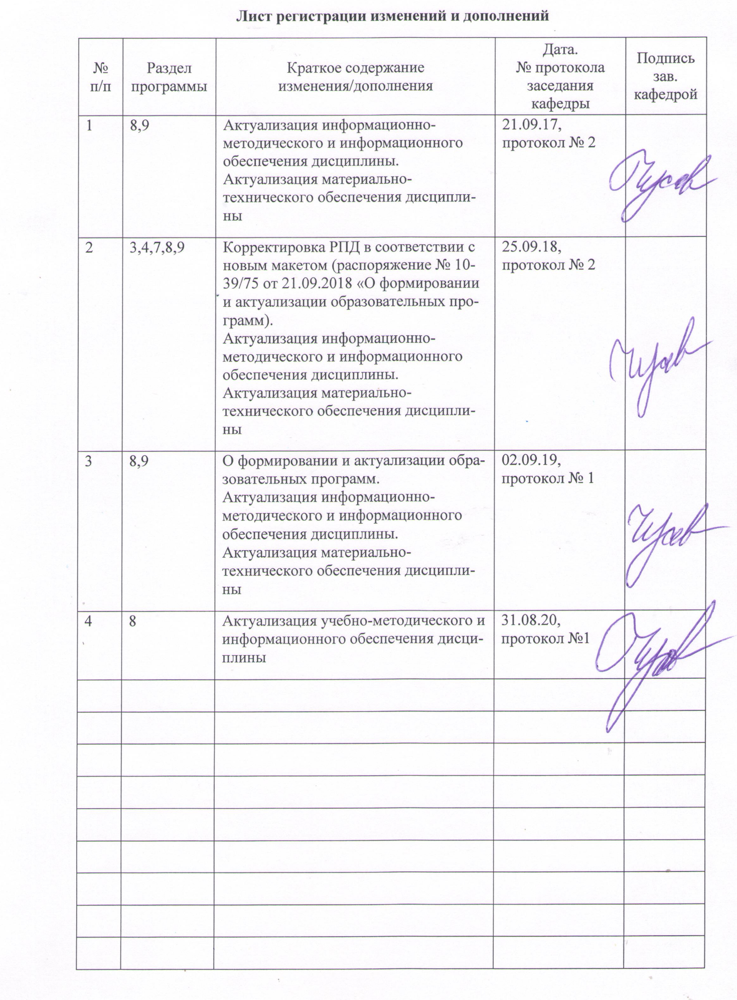 Лист регистрации изменений и дополнений
№ п/п
Раздел программы
Краткое содержание изменения/дополнения
Дата.
№ протокола
заседания
кафедры
Подпись
зав.
кафедрой
1
8,9
Актуализация информационно-
методического и информационного
обеспечения дисциплины.
Актуализация материально-
технического обеспечения дисципли-
ны
21.09.17,
протокол № 2
2
3,4,7,8,9
Корректировка РПД в соответствии с
новым макетом (распоряжение № 10-
39/75 от 21.09.2018 «О формировании
и актуализации образовательных про-
грамм).
Актуализация информационно-
методического и информационного
обеспечения дисциплины.
Актуализация материально-
технического обеспечения дисципли-
ны
25.09.18,
протокол № 2
3
8,9
О формировании и актуализации обра-
зовательных программ.
Актуализация информационно-
методического и информационного
обеспечения дисциплины.
Актуализация материально-
технического обеспечения дисципли-
ны
02.09.19,
протокол № 1
4
8
Актуализация учебно-методического и
информационного обеспечения дисци-
плины
31.08.20,
протокол №1